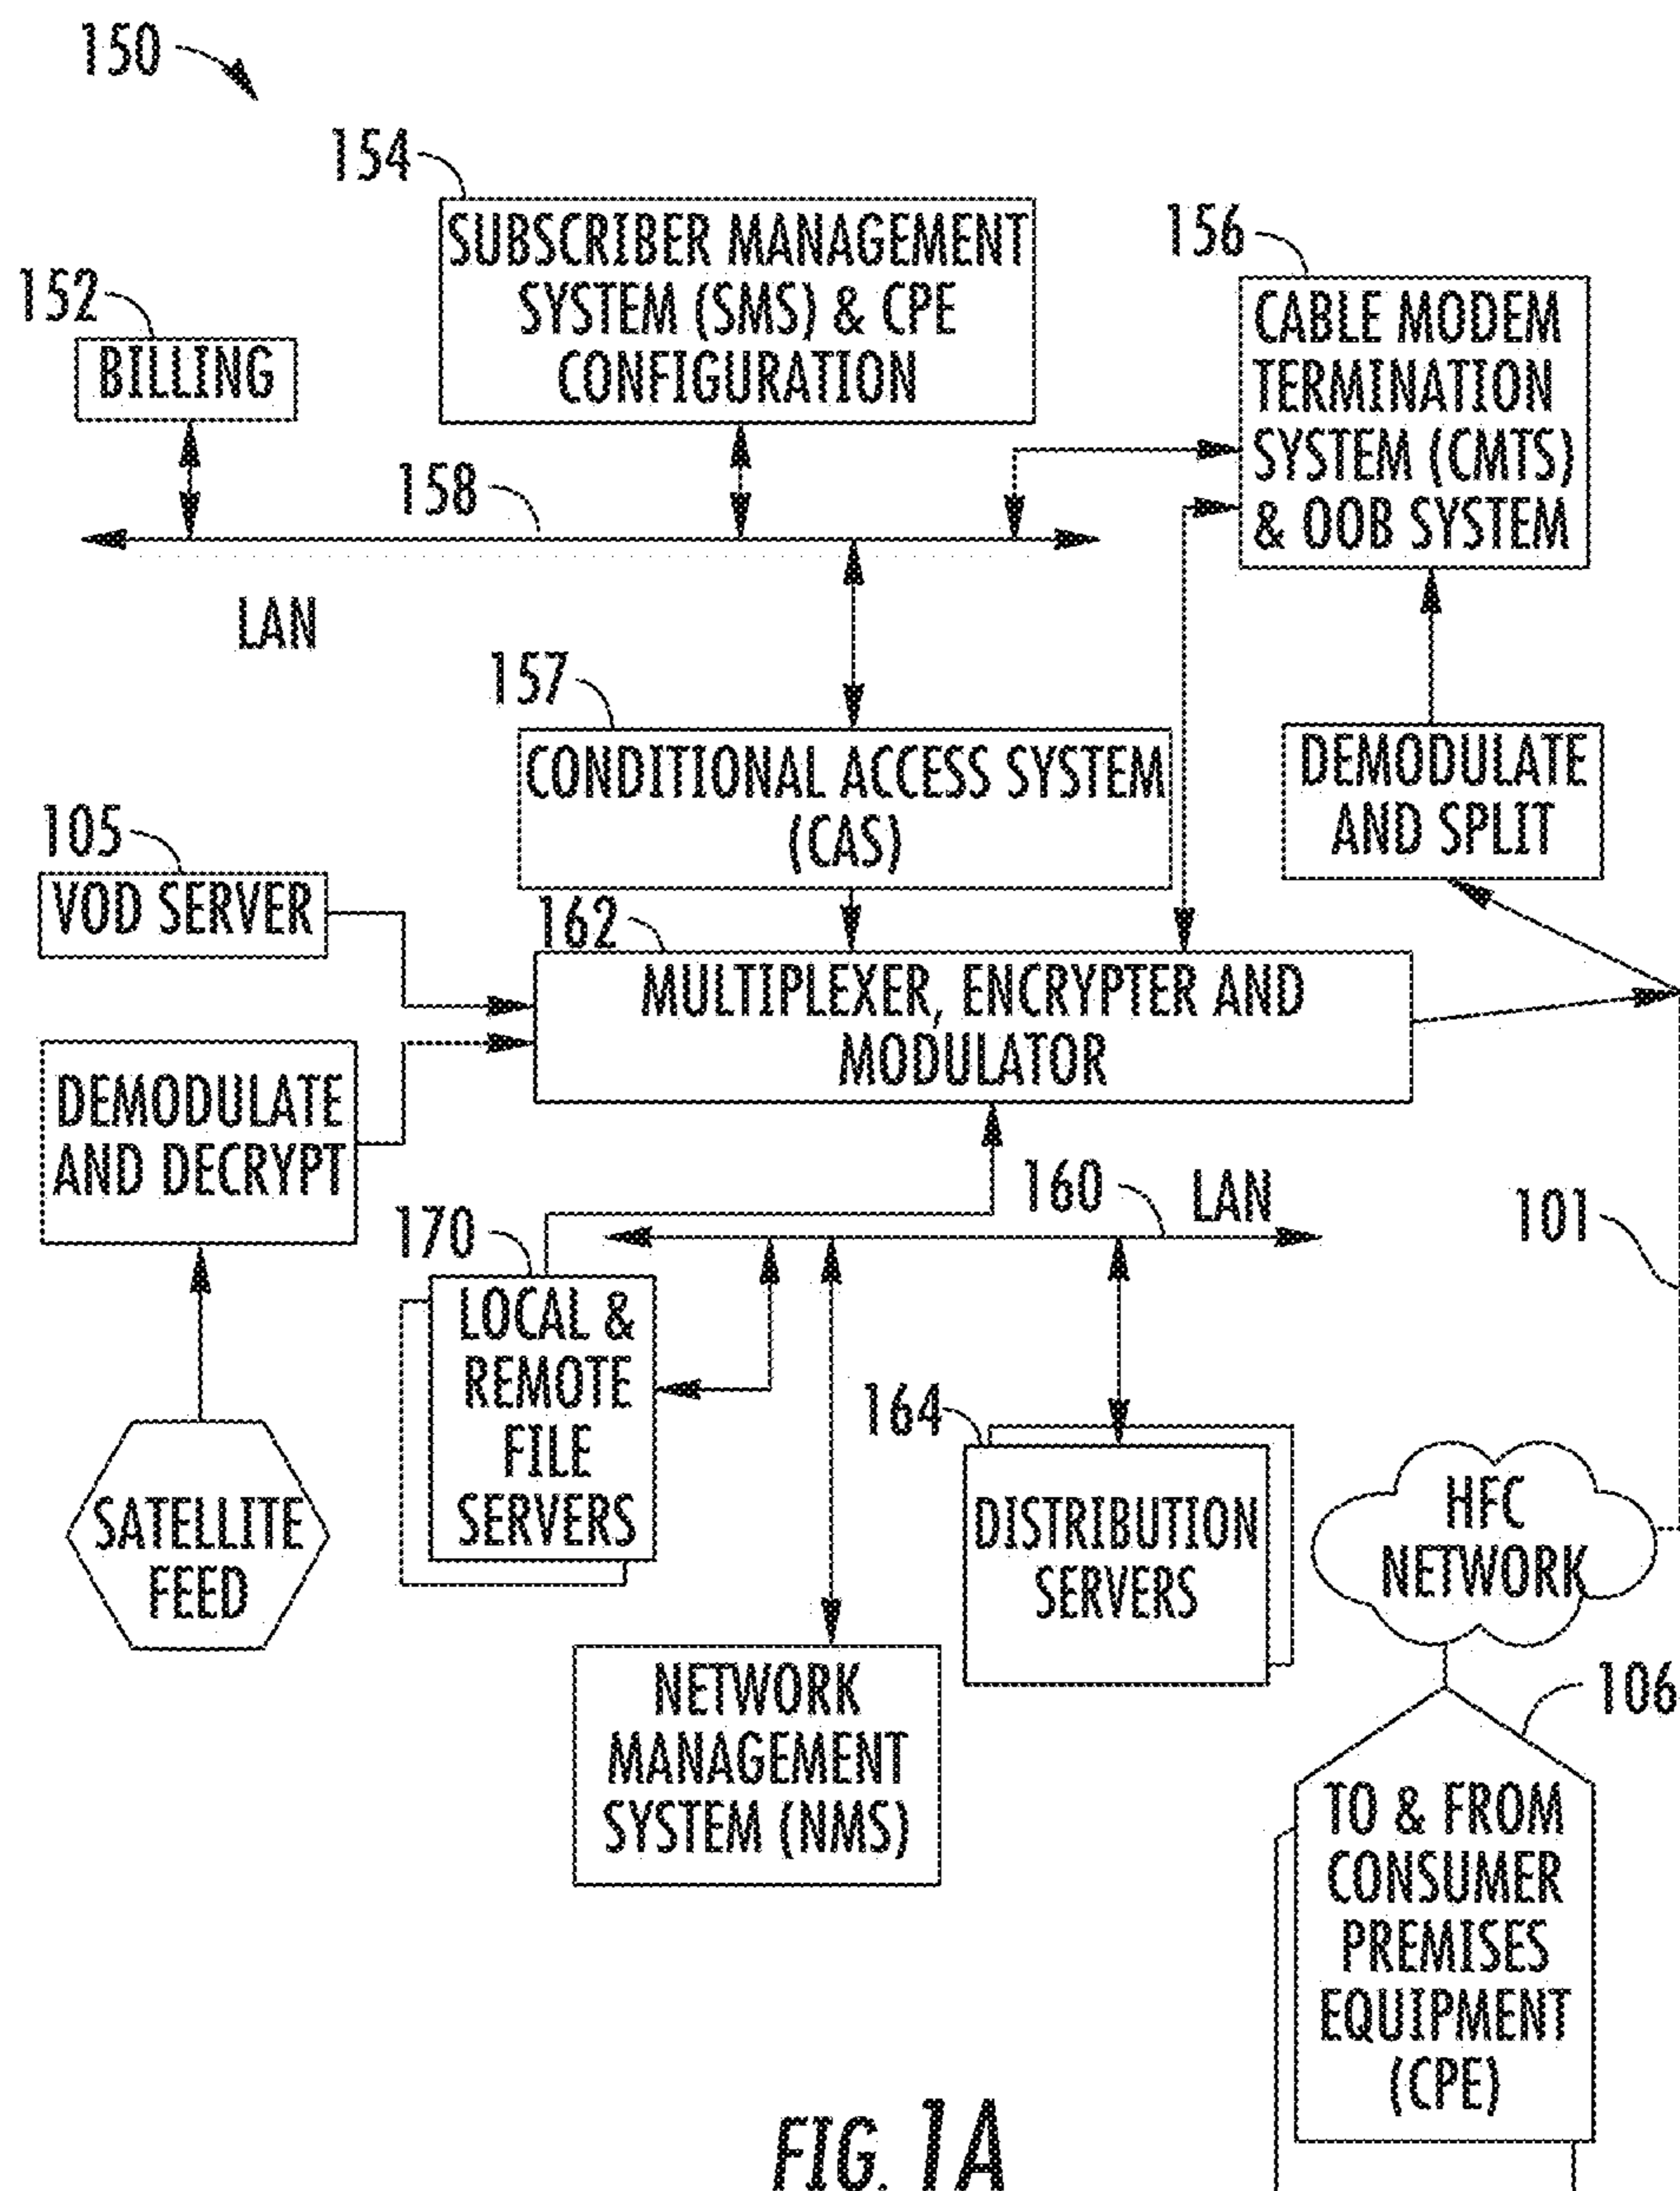 150
154
SUBSCRIBER MANAGEMENT
SYSTEM (SMS) & CPE
CONFIGURATION
156
CABLE MODEM
TERMINATION
SYSTEM (CMTS)
& OOB SYSTEM
152
BILLING
158
LAN
157
CONDITIONAL ACCESS SYSTEM
(CAS)
DEMODULATE
AND SPLIT
105
VOD SERVER
162
MULTIPLEXER, ENCRYPTER AND
MODULATOR
DEMODULATE
AND DECRYPT
160
LAN
101
170
LOCAL &
REMOTE
FILE
SERVERS
164
DISTRIBUTION
SERVERS
HFC
NETWORK
SATELLITE
FEED
NETWORK
MANAGEMENT
SYSTEM (NMS)
106
TO & FROM
CONSUMER
PREMISES
EQUIPMENT
(CPE)
FIG. 1A